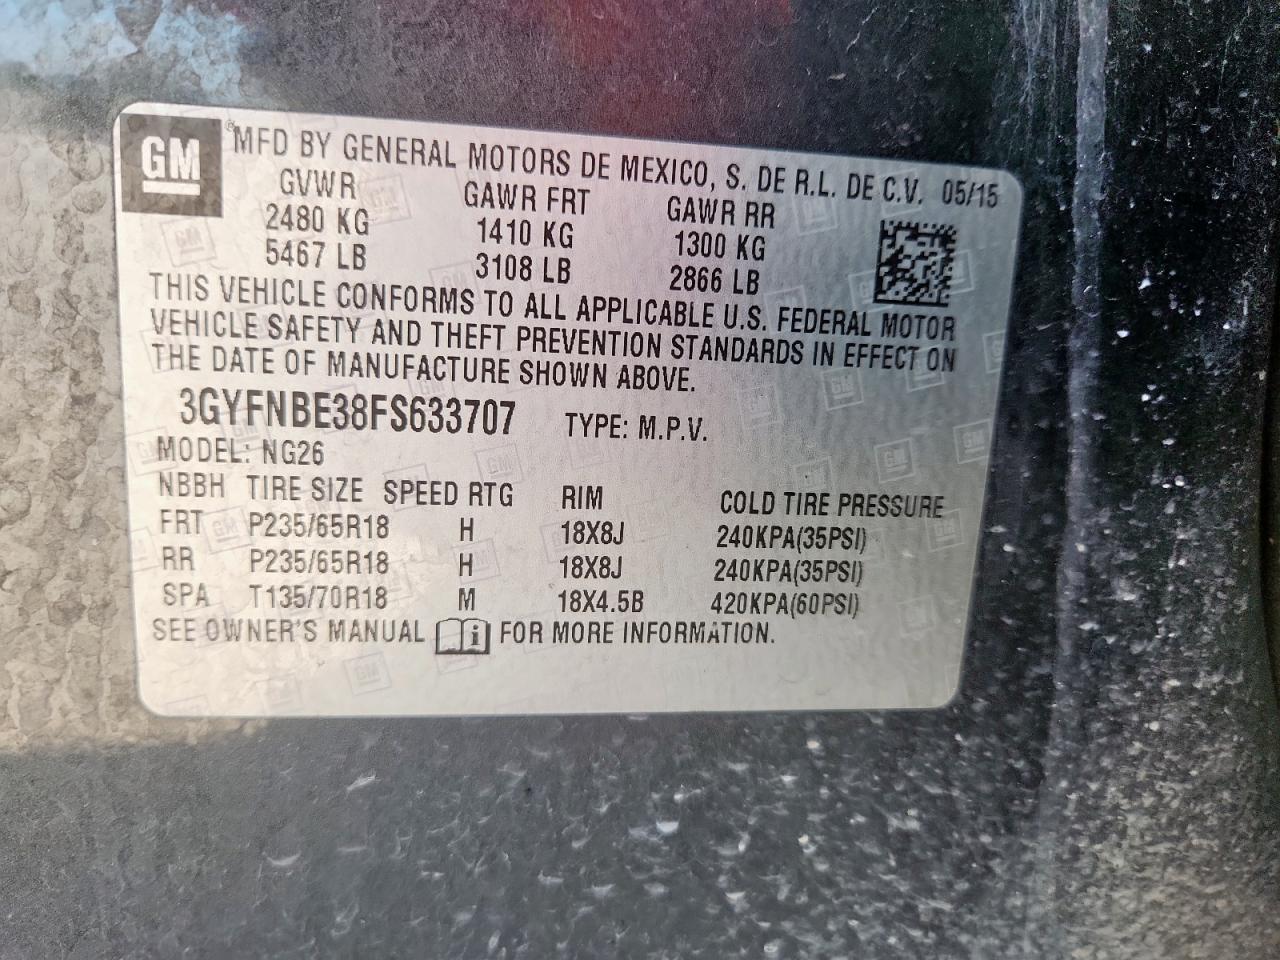 GM ® MFD BY GENERAL MOTORS DE MEXICO, S. DE R.L. DE C.V. 05/15
GVWR GAWR FRT GAWR RR
2480 KG 1410 KG 1300 KG
5467 LB 3108 LB 2866 LB
THIS VEHICLE CONFORMS TO ALL APPLICABLE U.S. FEDERAL MOTOR
VEHICLE SAFETY AND THEFT PREVENTION STANDARDS IN EFFECT ON
THE DATE OF MANUFACTURE SHOWN ABOVE.
3GYFNBE38FS633707 TYPE: M.P.V.
MODEL: NG26
NBBH TIRE SIZE SPEED RTG RIM COLD TIRE PRESSURE
FRT P235/65R18 H 18X8J 240KPA(35PSI)
RR P235/65R18 H 18X8J 240KPA(35PSI)
SPA T135/70R18 M 18X4.5B 420KPA(60PSI)
SEE OWNER'S MANUAL i FOR MORE INFORMATION.